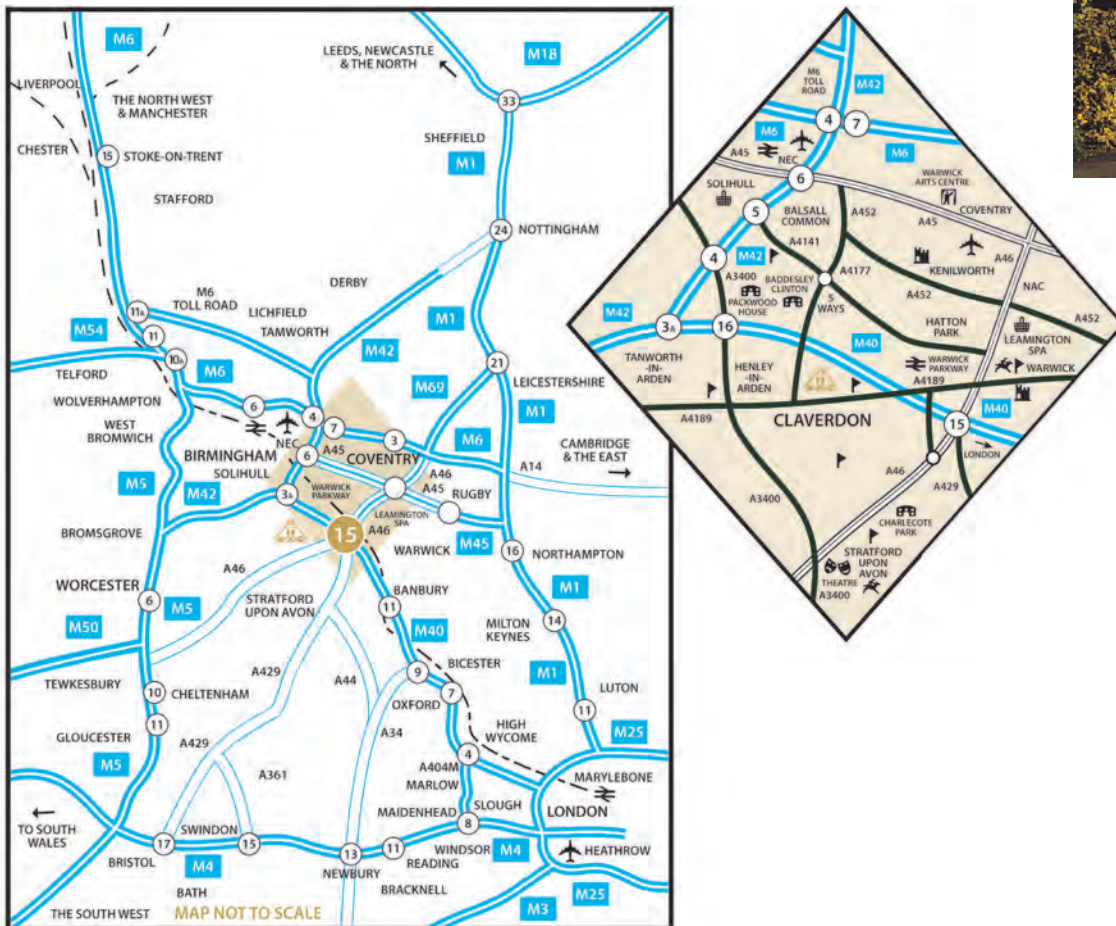 M6
LEEDS, NEWCASTLE
& THE NORTH
M18
LIVERPOOL
THE NORTH WEST
& MANCHESTER
33
SHEFFIELD
CHESTER
15
STOKE-ON-TRENT
M1
STAFFORD
24
NOTTINGHAM
DERBY
M6
TOLL ROAD
LICHFIELD
TAMWORTH
11A
11
M54
10A
M1
M42
21
TELFORD
M6
M69
LEICESTERSHIRE
WOLVERHAMPTON
6
4
7
M1
WEST
BROMWICH
NEC
3
M6
BIRMINGHAM
6
A45
COVENTRY
CAMBRIDGE
& THE EAST
SOLIHULL
A46
A14
M5
M42
3A
WARWICK
PARKWAY
A45
RUGBY
LEAMINGTON
SPA
BROMSGROVE
15
A46
WARWICK
M45
16
NORTHAMPTON
A46
WORCESTER
6
M5
STRATFORD
UPON AVON
BANBURY
11
M1
M50
M40
MILTON
KEYNES
14
TEWKESBURY
A429
A44
9
BICESTER
M1
10
CHELTENHAM
7
LUTON
OXFORD
11
GLOUCESTER
11
A429
A34
HIGH
WYCOME
M25
M5
A361
4
A404M
MARLOW
MARYLEBONE
SLOUGH
LONDON
MAIDENHEAD
8
TO SOUTH
WALES
SWINDON
17
15
13
11
WINDSOR
M4
HEATHROW
BRISTOL
M4
NEWBURY
READING
BATH
BRACKNELL
M25
THE SOUTH WEST
MAP NOT TO SCALE
M3
M6
TOLL
ROAD
M42
4
7
M6
M6
A45
NEC
6
WARWICK
ARTS CENTRE
SOLIHULL
5
BALSALL
COMMON
A452
A45
COVENTRY
A4141
4
M42
A46
A3400
BADDESLEY
CLINTON
A4177
KENILWORTH
PACKWOOD
HOUSE
5
WAYS
A452
NAC
M42
3A
16
HATTON
PARK
A452
M40
LEAMINGTON
SPA
TANWORTH
-IN-
ARDEN
HENLEY
-IN-
ARDEN
WARWICK
PARKWAY
WARWICK
A4189
A4189
CLAVERDON
M40
15
LONDON
A46
A429
A3400
CHARLECOTE
PARK
STRATFORD
UPON
AVON
THEATRE
A3400